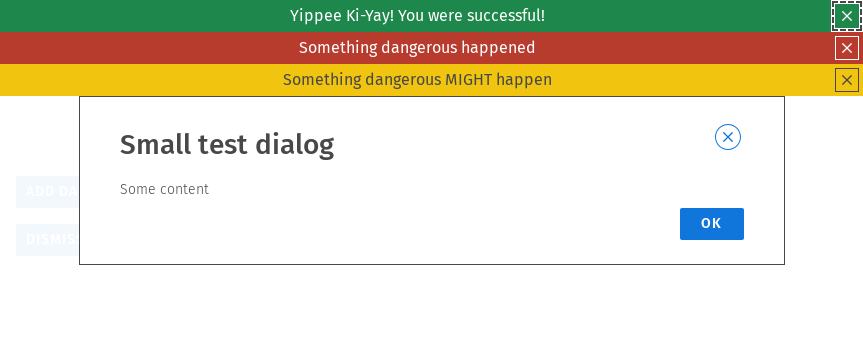 Yippee Ki-Yay! You were successful!
Something dangerous happened
Something dangerous MIGHT happen
Small test dialog
Some content
ADD DA
DISMIS
OK